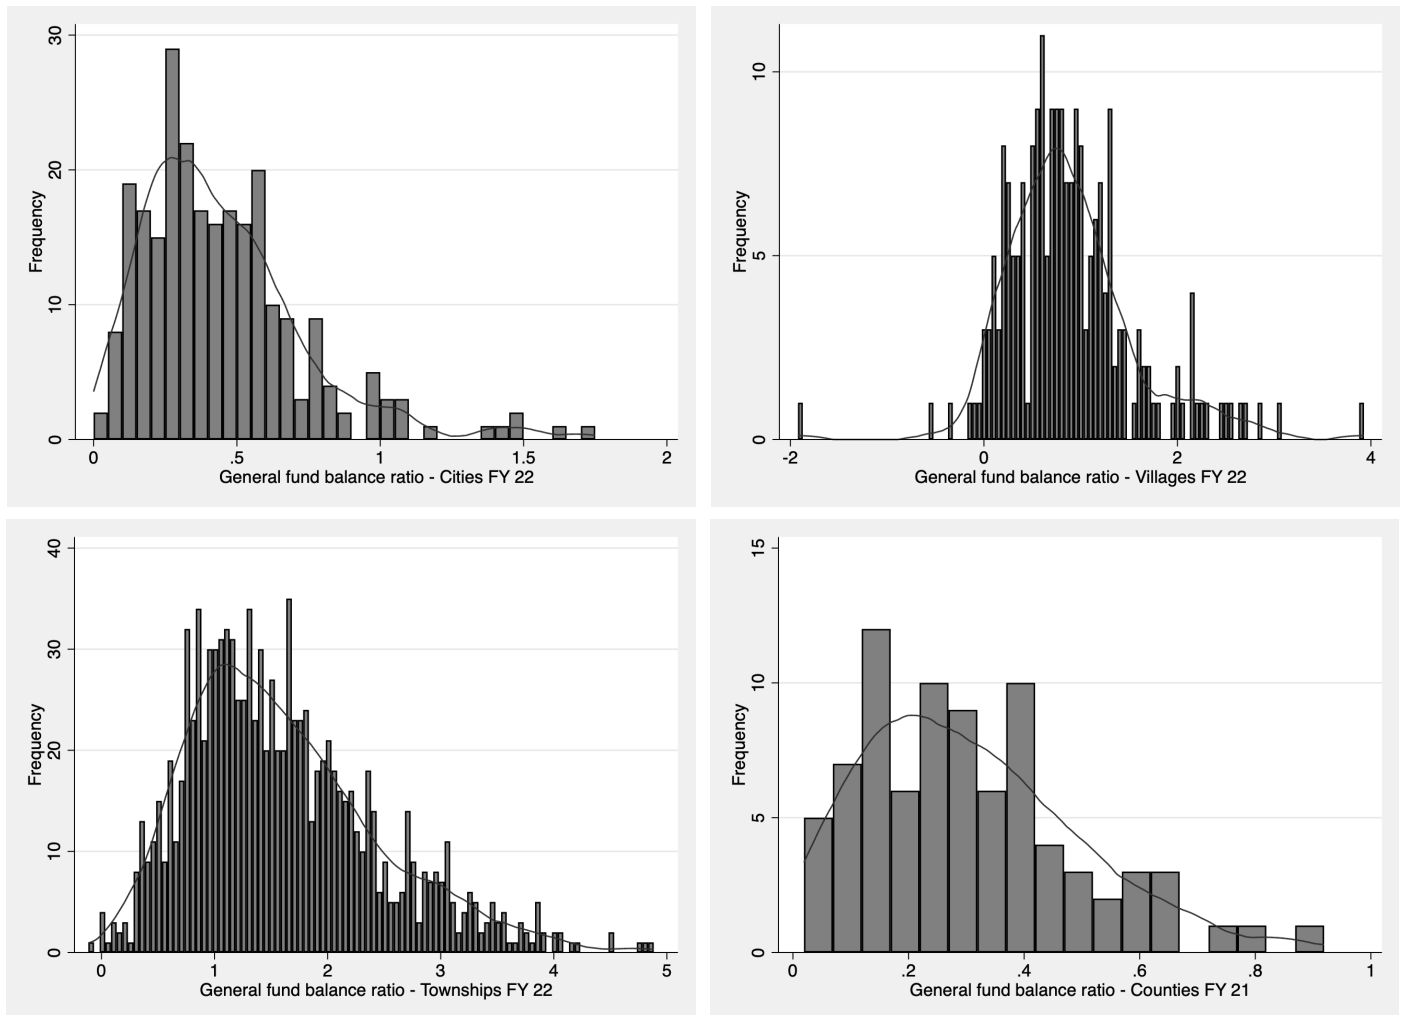 30
20
10
0
Frequency
0 .5 1 1.5 2
General fund balance ratio - Cities FY 22
10
5
0
Frequency
-2 0 2 4
General fund balance ratio - Villages FY 22
40
30
20
10
0
Frequency
0 1 2 3 4 5
General fund balance ratio - Townships FY 22
15
10
5
0
Frequency
0 .2 .4 .6 .8 1
General fund balance ratio - Counties FY 21